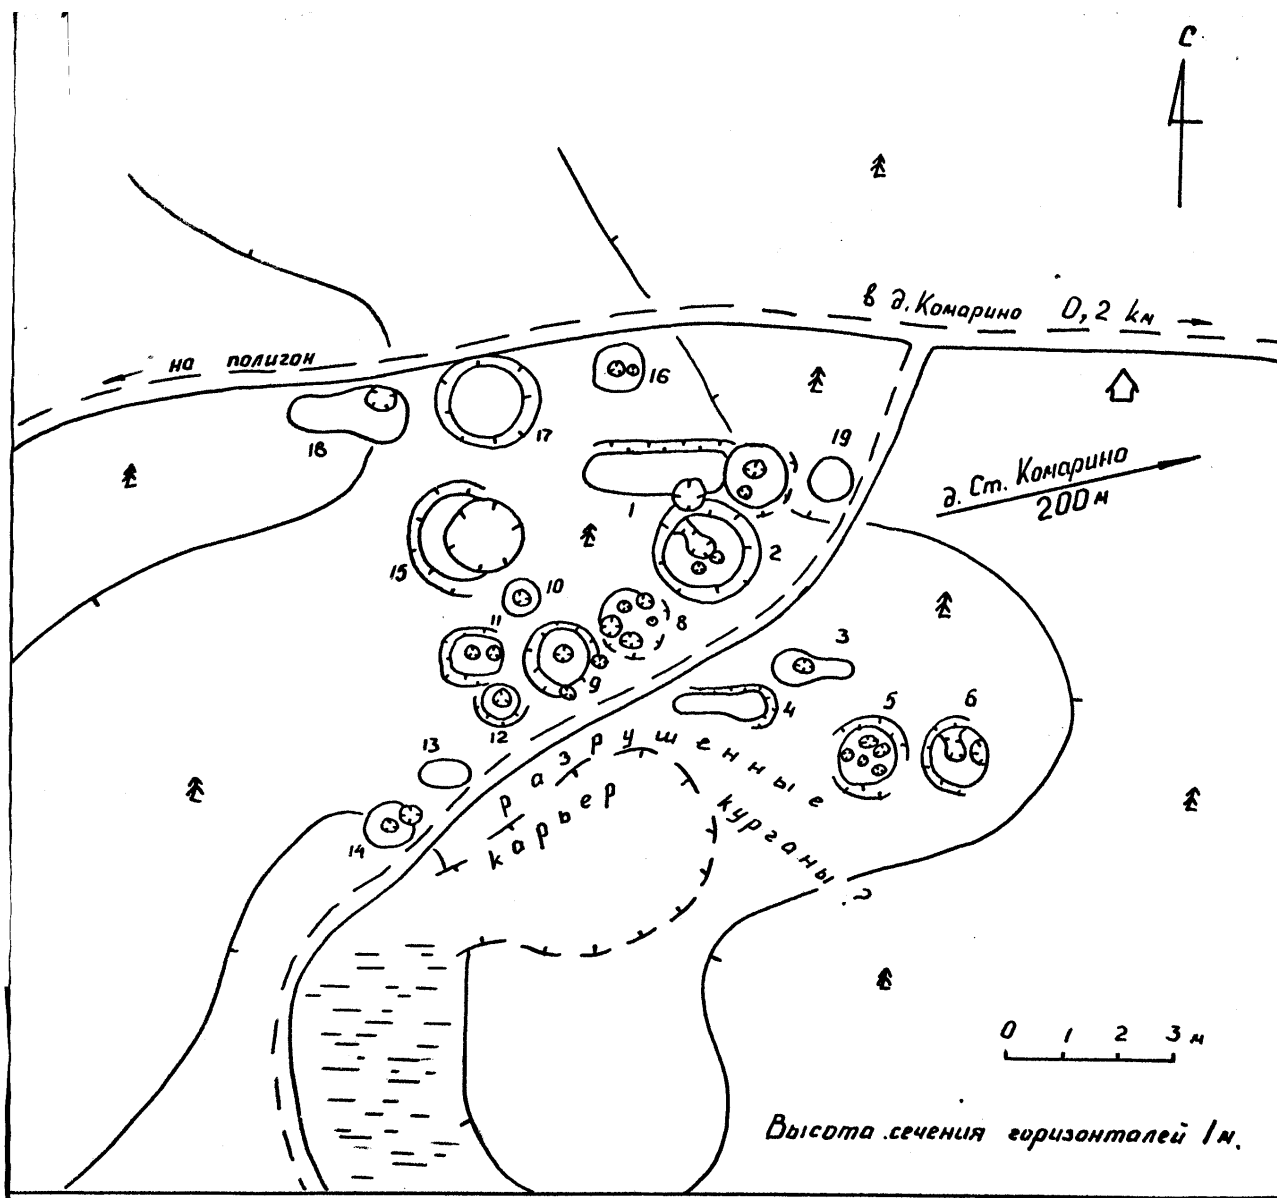 С
в д. Комарино 0,2 км
на полигон
16
17
18
19
д. Ст. Комарино
200 м
1
2
15
10
11
8
3
9
4
5
6
12
13
14
разрушенные
курганы ?
карьер
0 1 2 3 м
Высота сечения горизонталей 1 м.